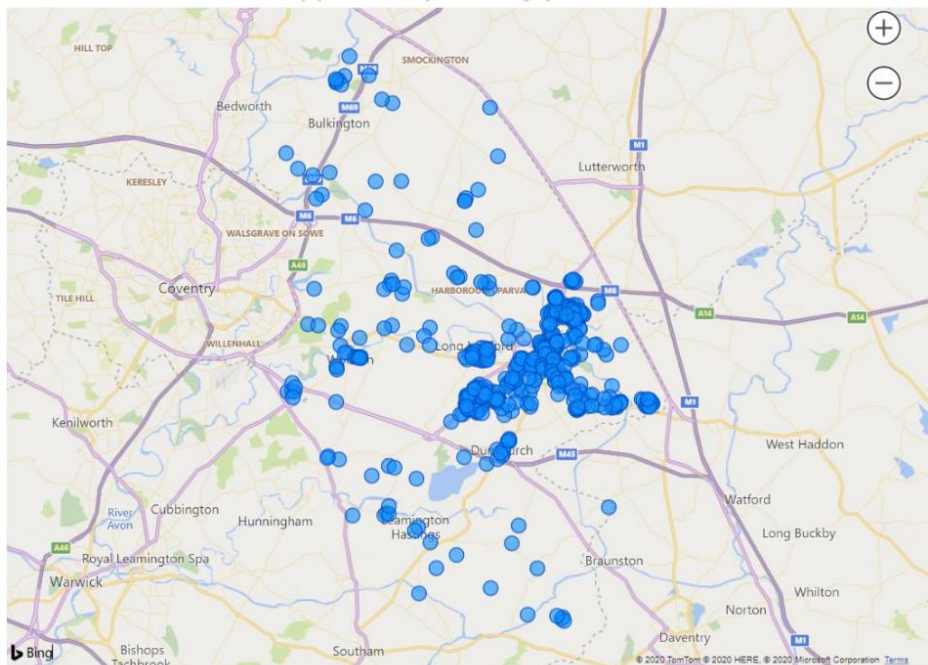 HILL TOP
SMOCKINGTON
Bedworth
M69
Bulkington
M1
Lutterworth
KERESLEY
M6
M6
WALSGRAVE ON SOWE
A46
Coventry
TILE HILL
HARBOROUGH PARVA
M6
A14
A14
WILLENHALL
Long
M1
Kenilworth
West Haddon
M45
Watford
River
Avon
Cubbington
Hunningham
Leamington
Hastings
Long Buckby
A46
Royal Leamington Spa
Braunston
Warwick
Whilton
Norton
Bishops
Tachbrook
Southam
Daventry
M1
Bing
© 2020 TomTom © 2020 HERE, © 2020 Microsoft Corporation Terms